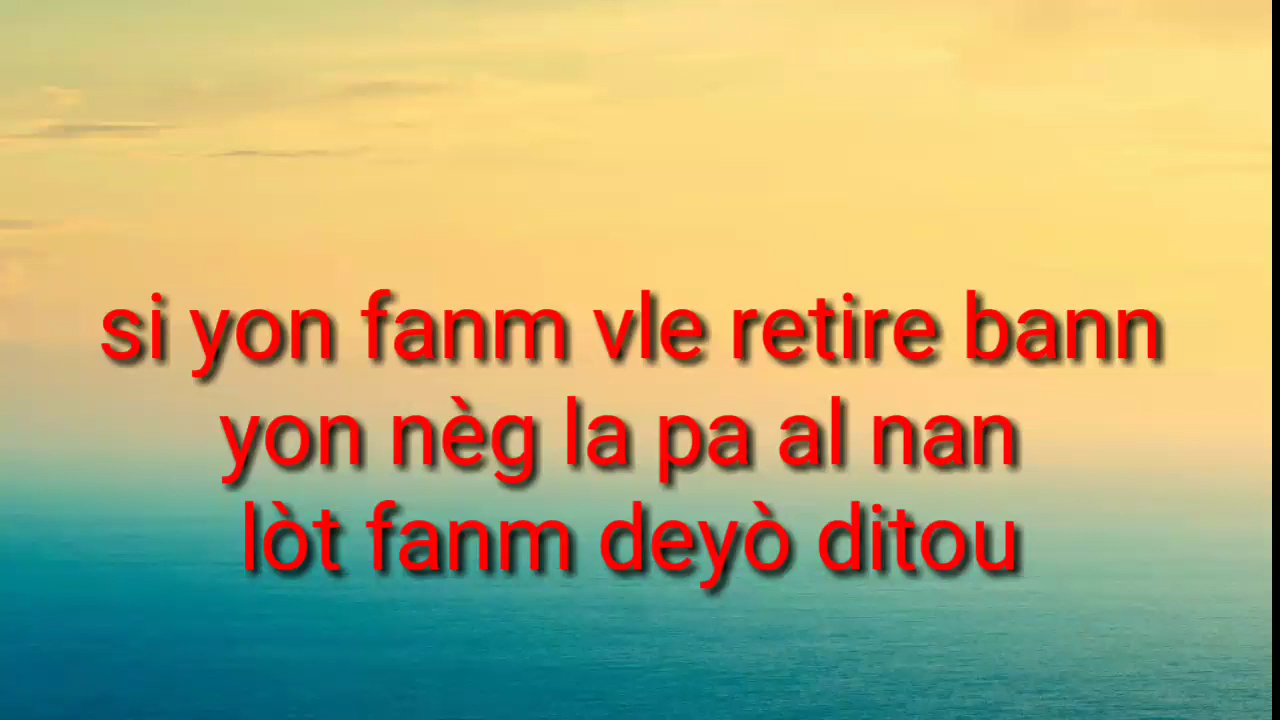 si yon fanm vle retire bann
yon nèg la pa al nan
lòt fanm deyò ditou